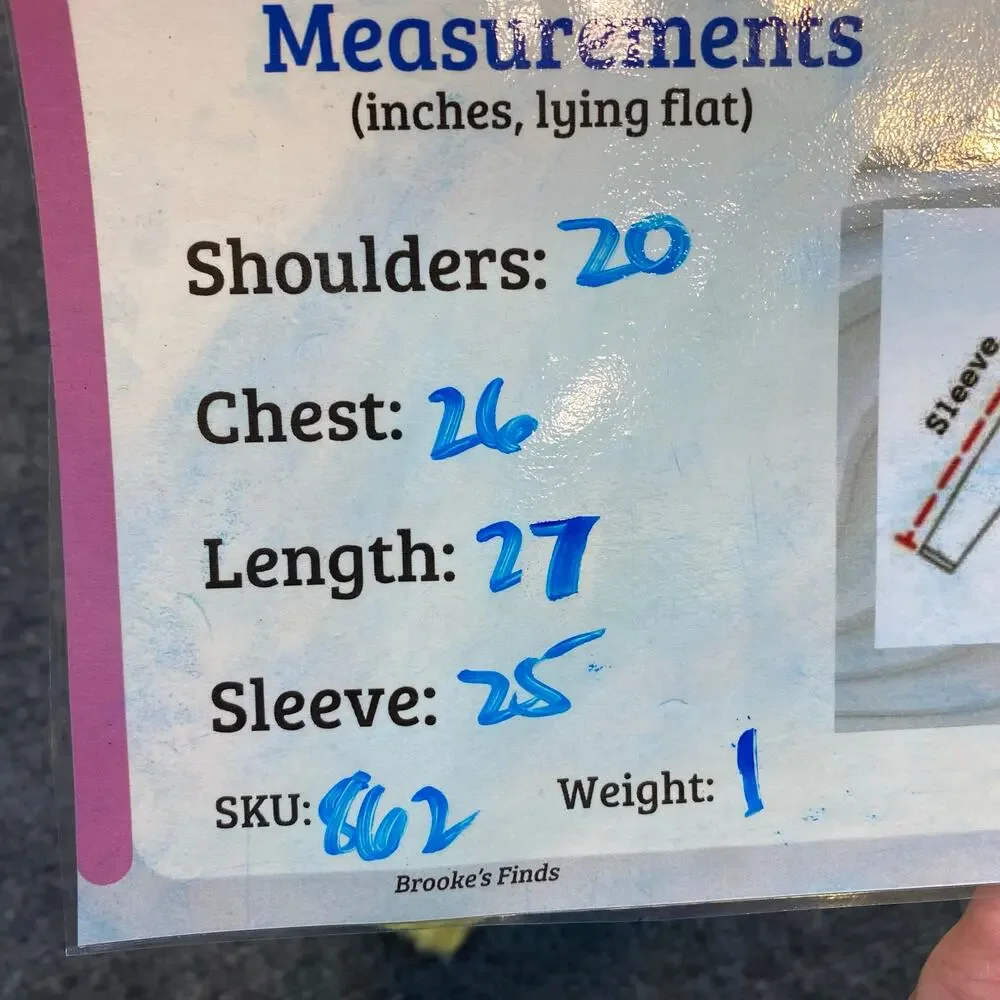 Measurements
(inches, lying flat)
Shoulders: 20
Chest: 26
Length: 27
Sleeve: 25
SKU: 862 Weight: 1
Brooke's Finds
Sleeve